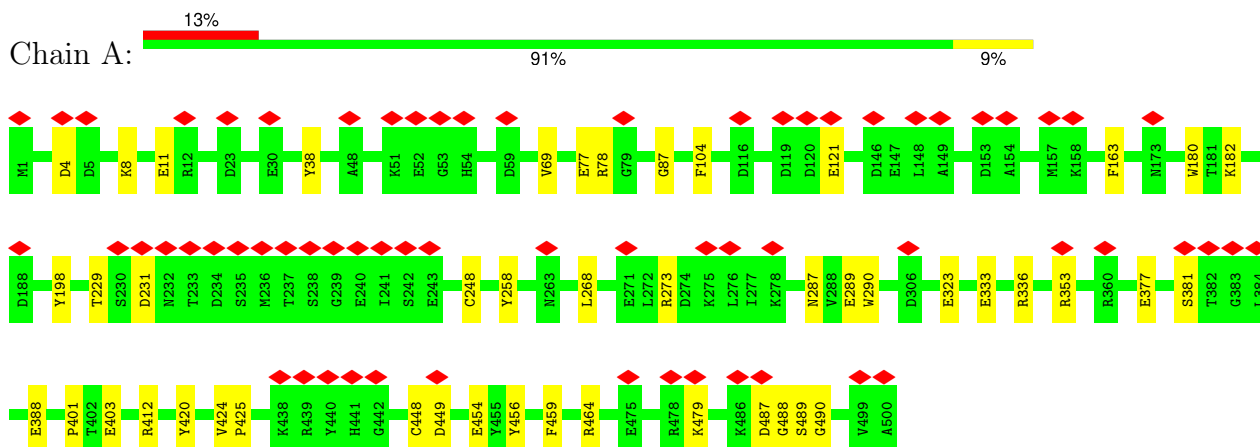 13%
Chain A:
91% 9%
M1 D4 D5 K8 E11 R12 D23 E30 Y38 A48 K51 E52 G53 H54 D59 V69 E77 R78 G79 G87 F104 D116 D119 D120 E121 D146 E147 L148 A149 D153 A154 M157 K158 F163 N173 W180 T181 K182
D188 Y198 T229 S230 D231 N232 T233 D234 S235 M236 T237 S238 G239 E240 I241 S242 E243 C248 Y258 N263 L268 E271 L272 R273 D274 K275 L276 I277 K278 N287 V288 E289 W290 D306 E323 E333 R336 R353 R360 E377 S381 T382 G383
E388 P401 T402 E403 R412 Y420 V424 P425 K438 R439 Y440 H441 G442 C448 D449 E454 Y455 Y456 F459 R464 E475 R478 K479 K486 D487 G488 S489 G490 V499 A500